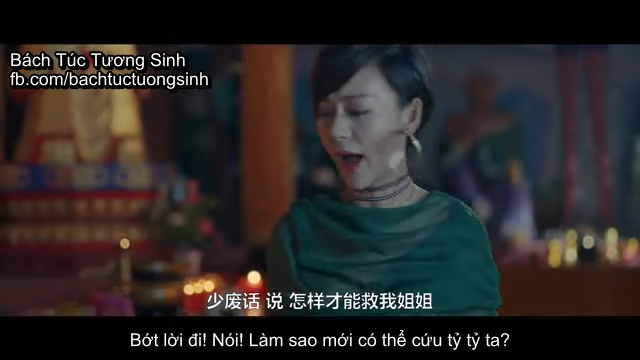 Bách Túc Tương Sinh
fb.com/bachtuctuongsinh
少废话 说 怎样才能救我姐姐
Bớt lời đi! Nói! Làm sao mới có thể cứu tỷ tỷ ta?